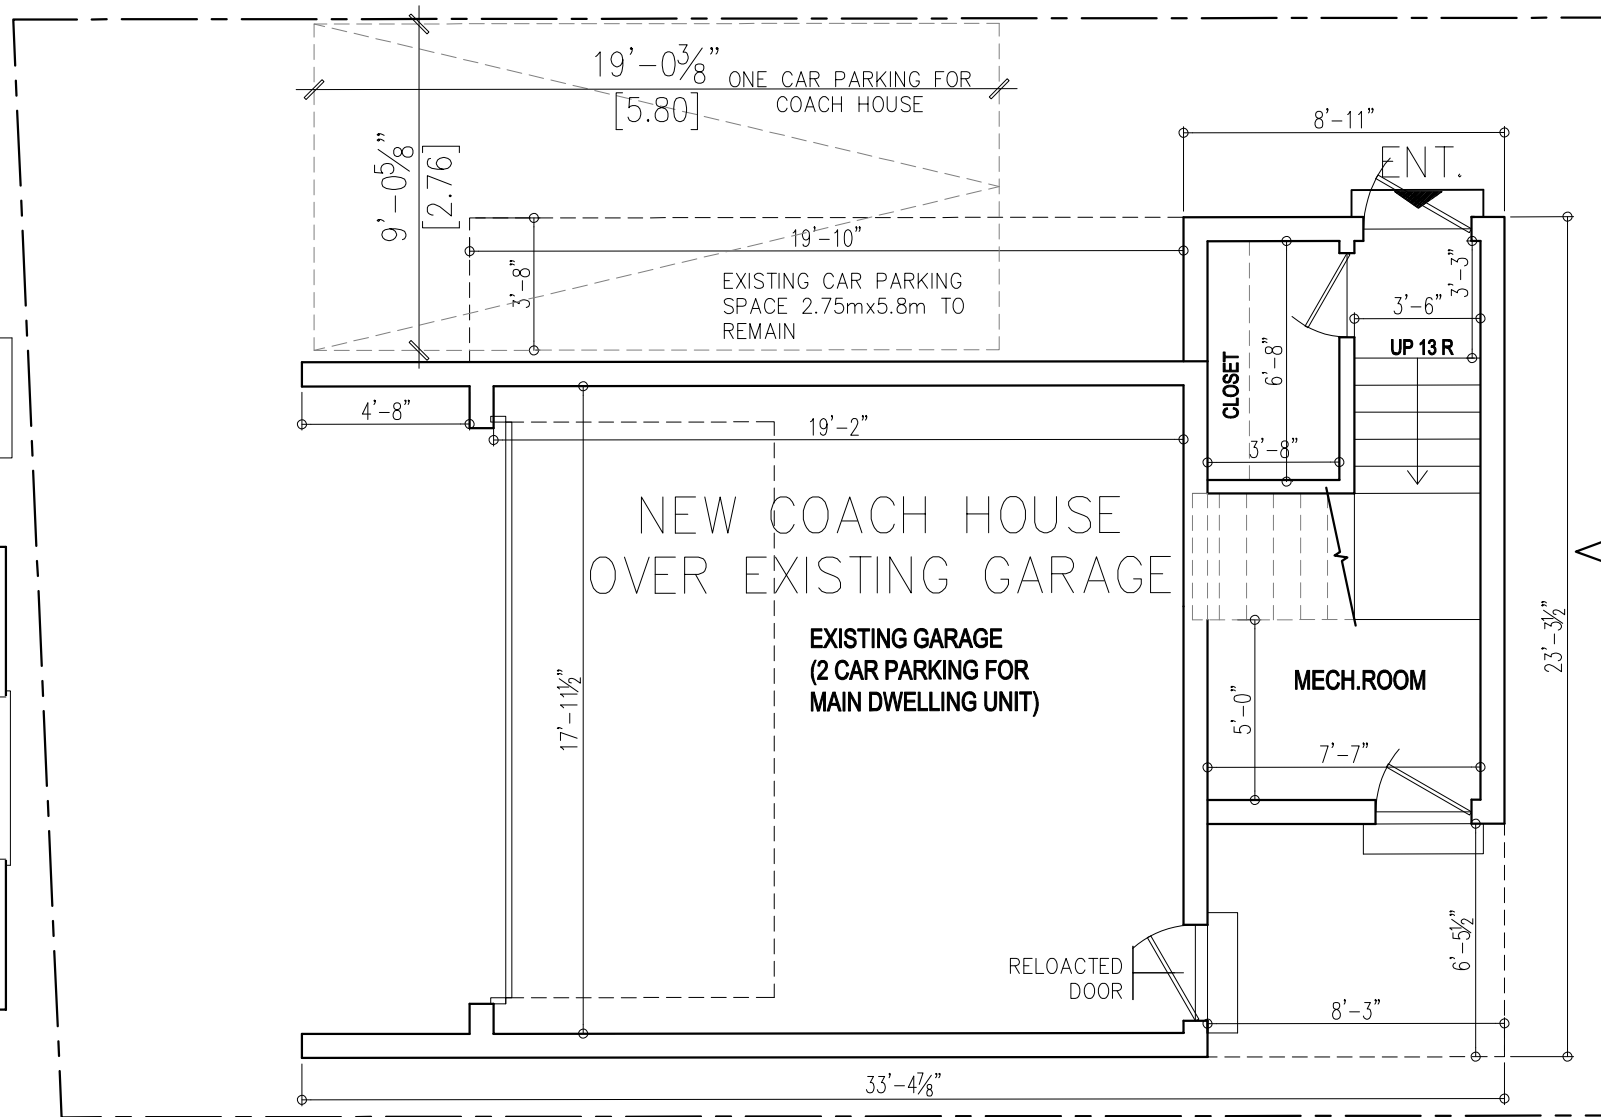 19'-0⅜"
[5.80]
ONE CAR PARKING FOR
COACH HOUSE
9'-0⅝"
[2.76]
8'-11"
ENT.
19'-10"
3'-8"
EXISTING CAR PARKING
SPACE 2.75mx5.8m TO
REMAIN
3'-3"
3'-6"
UP 13 R
CLOSET
6'-8"
3'-8"
4'-8"
19'-2"
NEW COACH HOUSE
OVER EXISTING GARAGE
EXISTING GARAGE
(2 CAR PARKING FOR
MAIN DWELLING UNIT)
17'-11½"
MECH.ROOM
5'-0"
7'-7"
23'-3½"
RELOACTED
DOOR
6'-5½"
8'-3"
33'-4⅞"